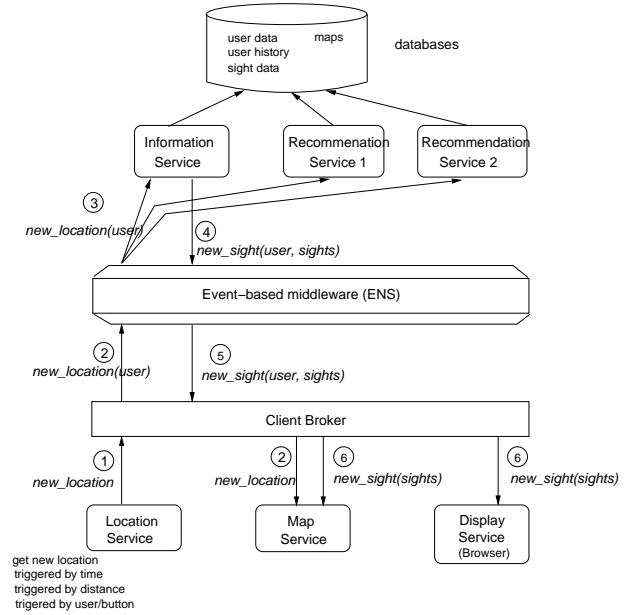 user data
maps
user history
sight data
databases
Information
Service
Recommenation
Service 1
Recommendation
Service 2
3
new_location(user)
4
new_sight(user, sights)
Event−based middleware (ENS)
2
new_location(user)
5
new_sight(user, sights)
Client Broker
1
new_location
2
new_location
6
new_sight(sights)
6
new_sight(sights)
Location
Service
Map
Service
Display
Service
(Browser)
get new location
triggered by time
triggered by distance
trigered by user/button